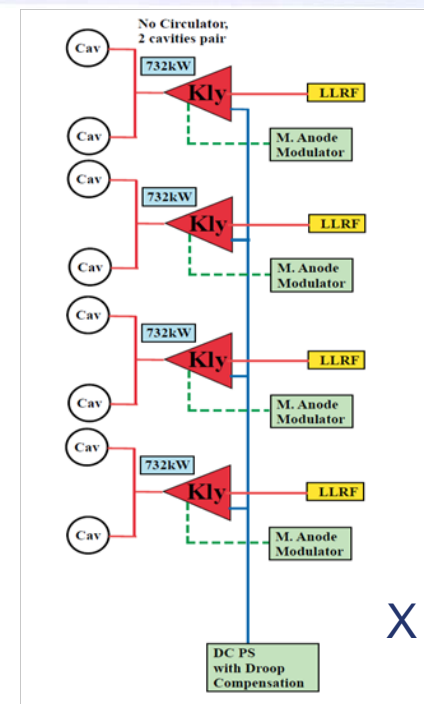 No Circulator,
2 cavities pair
Cav
732kW
Kly
LLRF
Cav
M. Anode
Modulator
Cav
732kW
Kly
LLRF
Cav
M. Anode
Modulator
Cav
732kW
Kly
LLRF
Cav
M. Anode
Modulator
Cav
732kW
Kly
LLRF
Cav
M. Anode
Modulator
X
DC PS
with Droop
Compensation